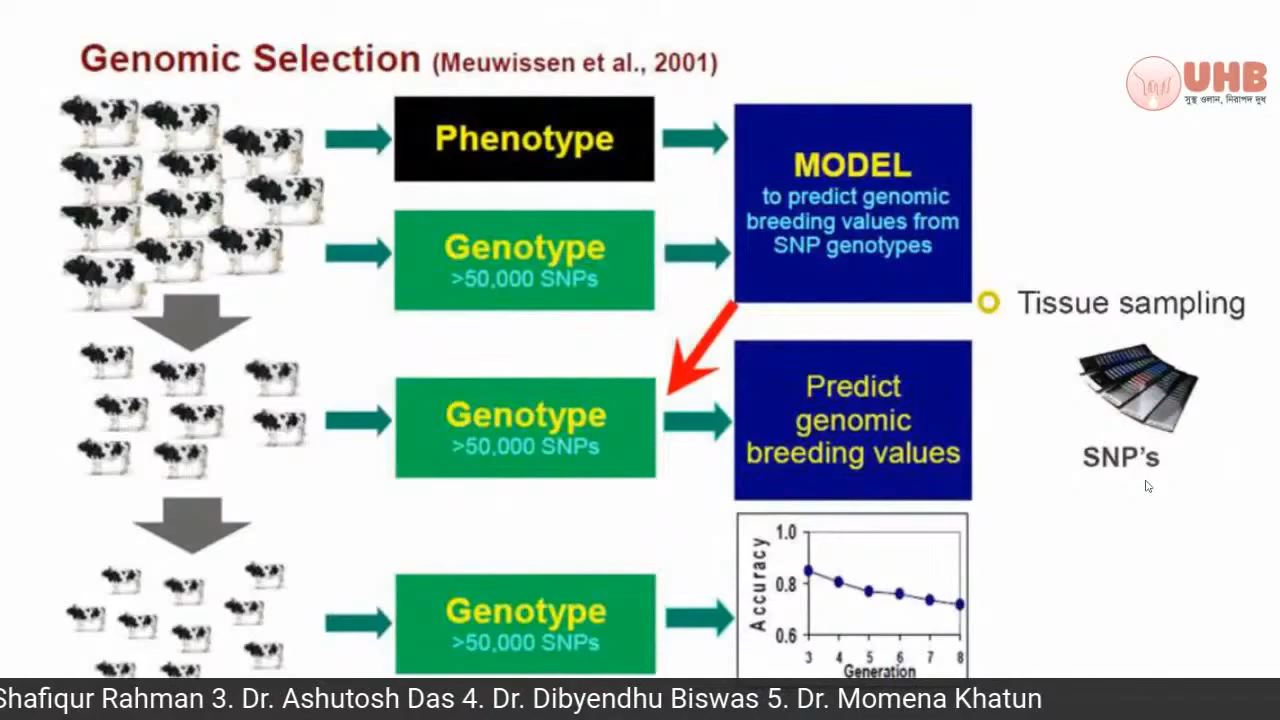 Genomic Selection (Meuwissen et al., 2001)
UHB
সুস্থ ওলান, নিরাপদ দুধ
Phenotype
MODEL
to predict genomic
breeding values from
SNP genotypes
Genotype
>50,000 SNPs
Tissue sampling
Genotype
>50,000 SNPs
Predict
genomic
breeding values
SNP's
Genotype
>50,000 SNPs
Accuracy
1.0
0.8
0.6
3 4 5 6 7 8
Generation
Shafiqur Rahman 3. Dr. Ashutosh Das 4. Dr. Dibyendhu Biswas 5. Dr. Momena Khatun